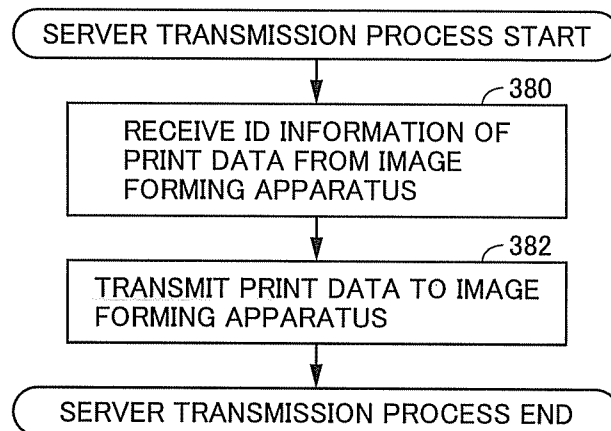 SERVER TRANSMISSION PROCESS START
380
RECEIVE ID INFORMATION OF
PRINT DATA FROM IMAGE
FORMING APPARATUS
382
TRANSMIT PRINT DATA TO IMAGE
FORMING APPARATUS
SERVER TRANSMISSION PROCESS END